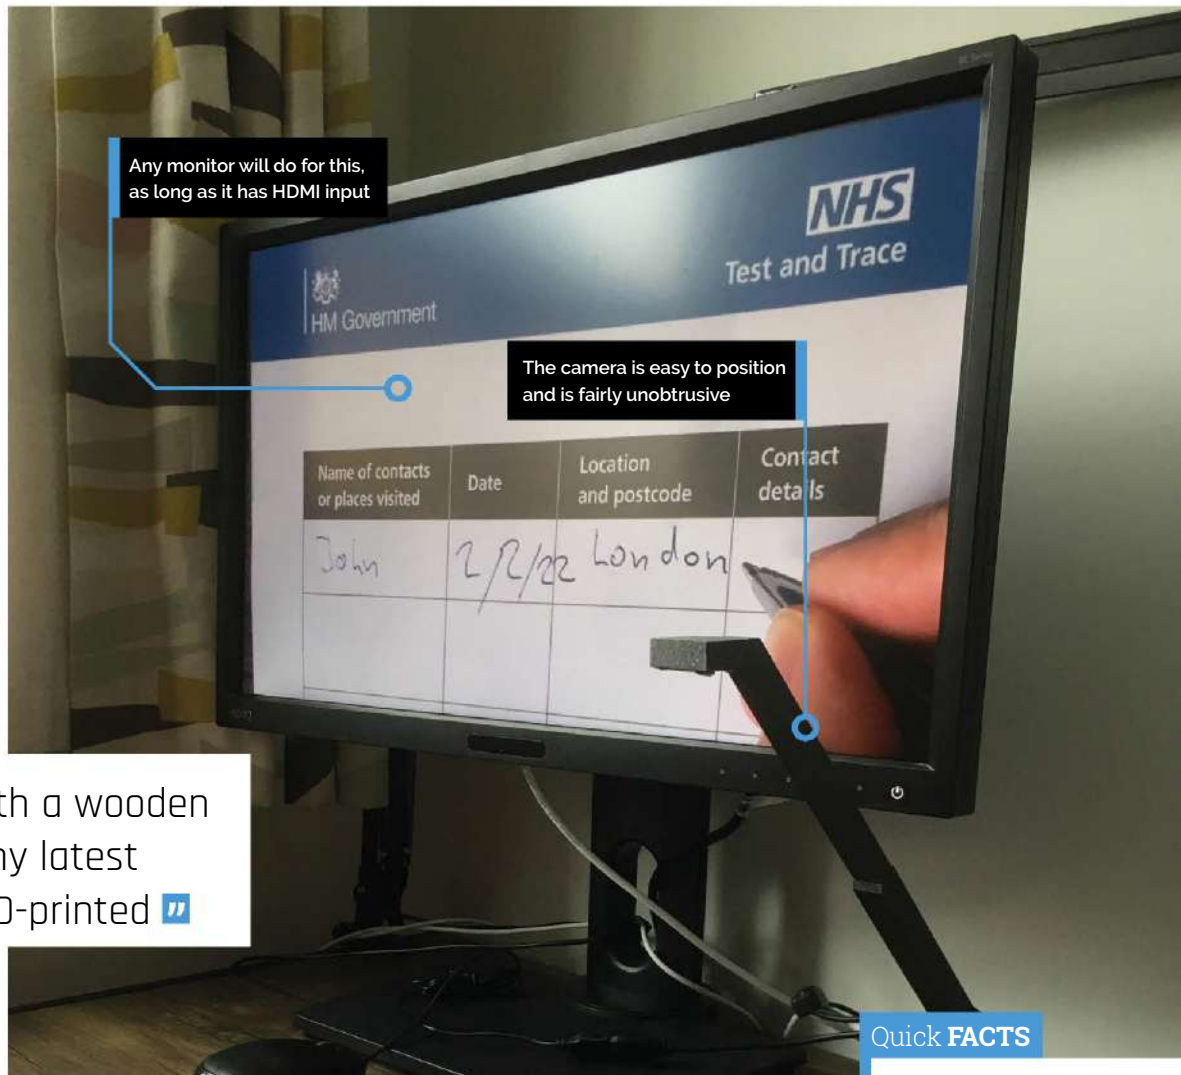 Any monitor will do for this,
as long as it has HDMI input
NHS
Test and Trace
HM Government
The camera is easy to position
and is fairly unobtrusive
Name of contacts
or places visited
Date
Location
and postcode
Contact
details
John
2/2/22
London
th a wooden
ny latest
D-printed "
Quick FACTS